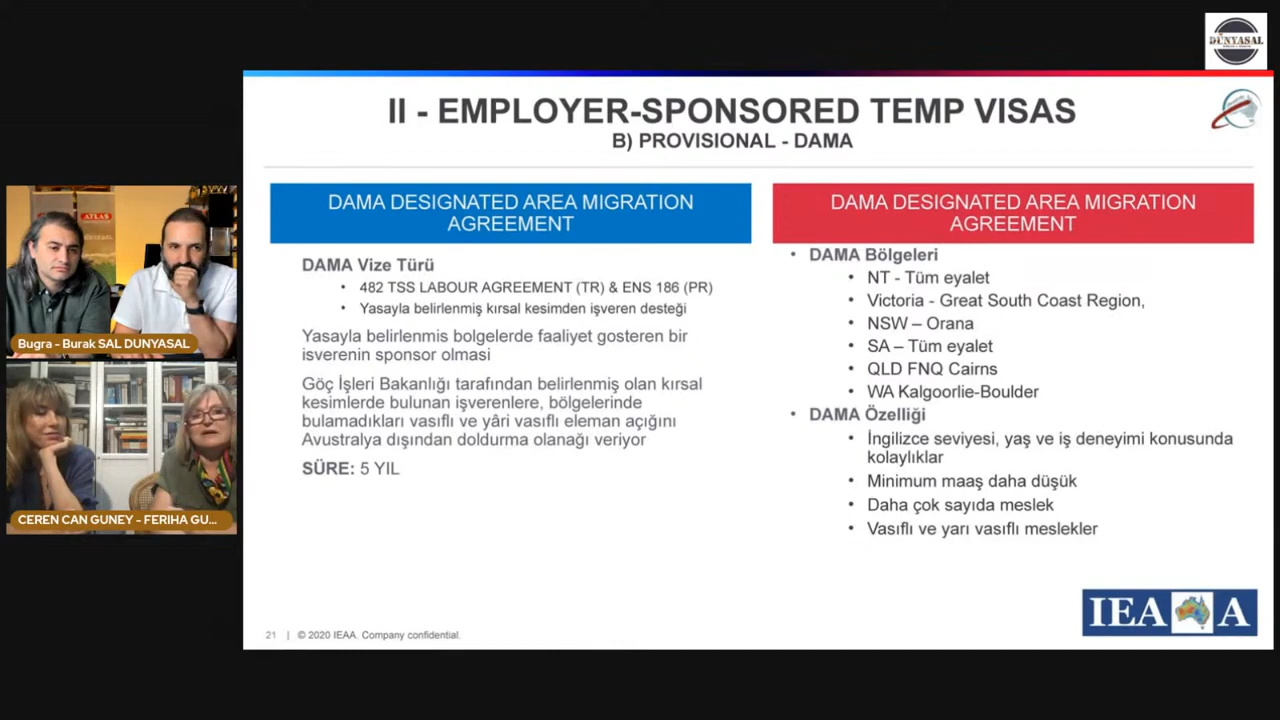 DÜNYASAL
II - EMPLOYER-SPONSORED TEMP VISAS
B) PROVISIONAL - DAMA
DAMA DESIGNATED AREA MIGRATION
AGREEMENT
DAMA Vize Türü
• 482 TSS LABOUR AGREEMENT (TR) & ENS 186 (PR)
• Yasayla belirlenmiş kırsal kesimden işveren desteği
Yasayla belirlenmis bolgelerde faaliyet gosteren bir
isverenin sponsor olması
Göç İşleri Bakanlığı tarafından belirlenmiş olan kırsal
kesimlerde bulunan işverenlere, bölgelerinde
bulamadıkları vasıflı ve yâri vasıflı eleman açığını
Avustralya dışından doldurma olanağı veriyor
SÜRE: 5 YIL
DAMA DESIGNATED AREA MIGRATION
AGREEMENT
• DAMA Bölgeleri
• NT - Tüm eyalet
• Victoria - Great South Coast Region,
• NSW – Orana
• SA – Tüm eyalet
• QLD FNQ Cairns
• WA Kalgoorlie-Boulder
• DAMA Özelliği
• İngilizce seviyesi, yaş ve iş deneyimi konusunda
kolaylıklar
• Minimum maaş daha düşük
• Daha çok sayıda meslek
• Vasıflı ve yarı vasıflı meslekler
ATLAS
Bugra - Burak SAL DUNYASAL
CEREN CAN GUNEY - FERIHA GU...
21 | © 2020 IEAA. Company confidential.
IEAA